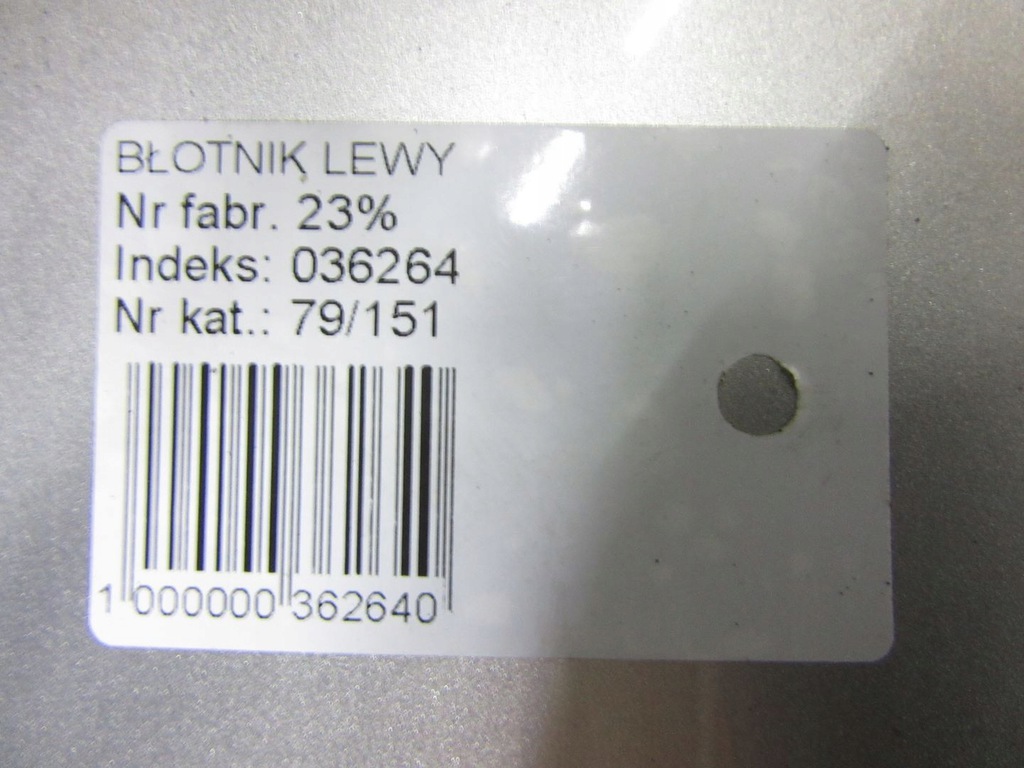 BŁOTNIK LEWY
Nr fabr. 23%
Indeks: 036264
Nr kat.: 79/151
1 000000 362640